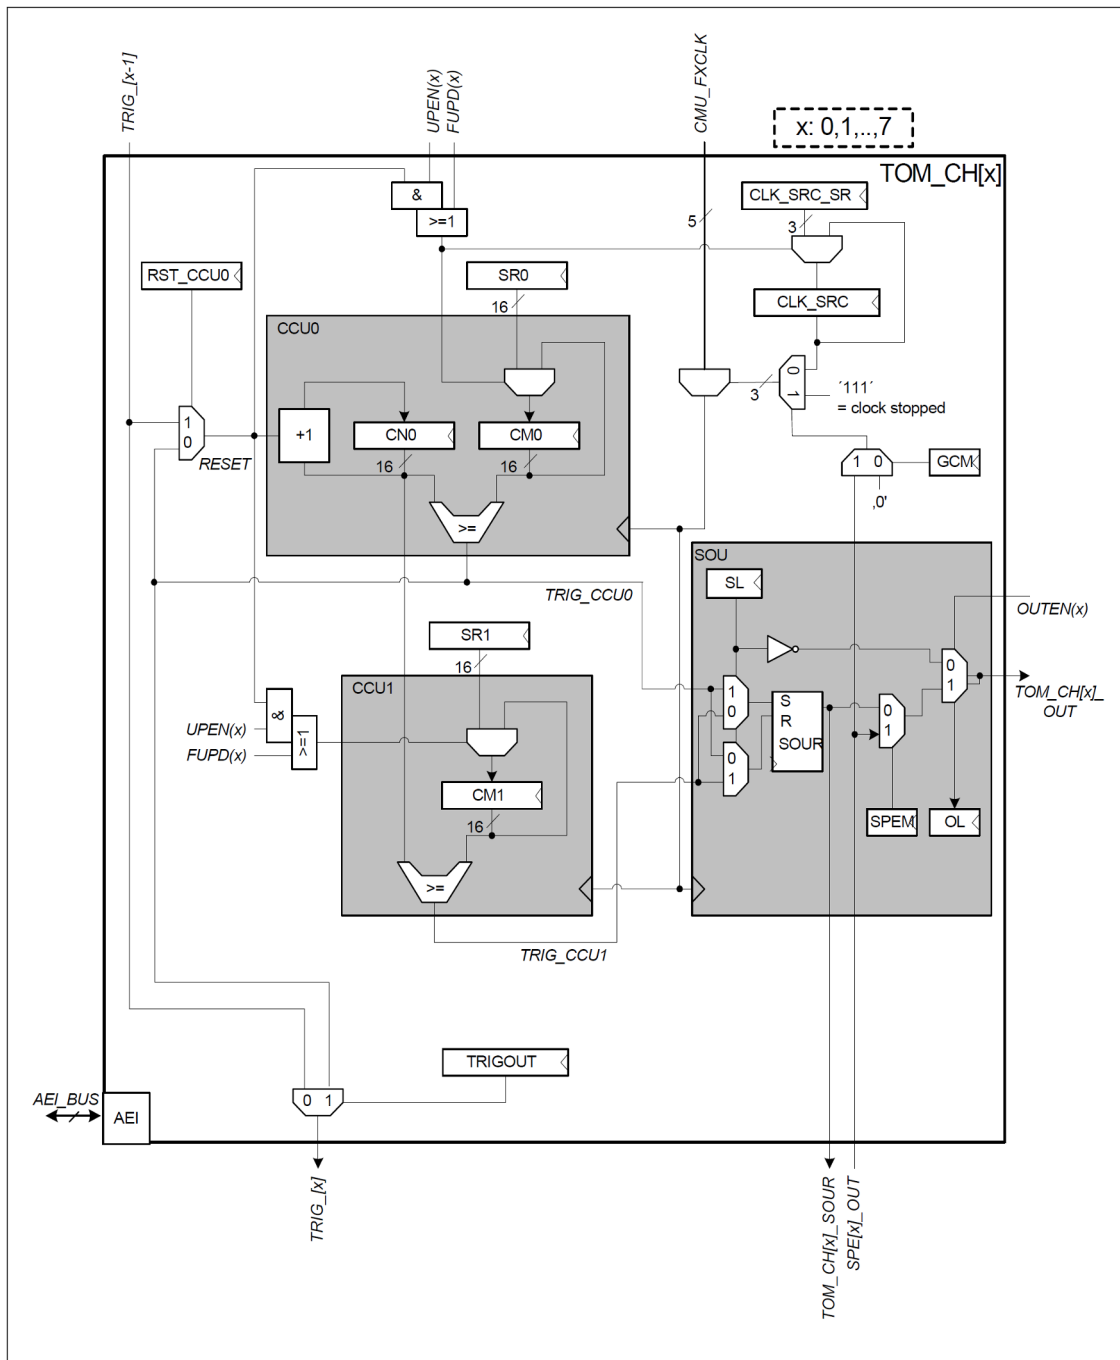 TRIG_[x-1]
UPEN(x)
FUPD(x)
CMU_FXCLK
x: 0,1,..,7
TOM_CH[x]
&
>=1
5
CLK_SRC_SR
3
RST_CCU0
SR0
16
CLK_SRC
CCU0
0
1
3
´111´
= clock stopped
1
0
RESET
+1
CN0
CM0
16
16
>=
1 0
GCM
‚0'
SOU
SL
TRIG_CCU0
OUTEN(x)
SR1
16
CCU1
0
1
TOM_CH[x]_
OUT
1
0
S
R
SOUR
0
1
&
UPEN(x)
>=1
FUPD(x)
0
1
CM1
16
SPEM
OL
>=
TRIG_CCU1
TRIGOUT
AEI_BUS
AEI
0 1
TRIG_[x]
TOM_CH[x]_SOUR
SPE[x]_OUT